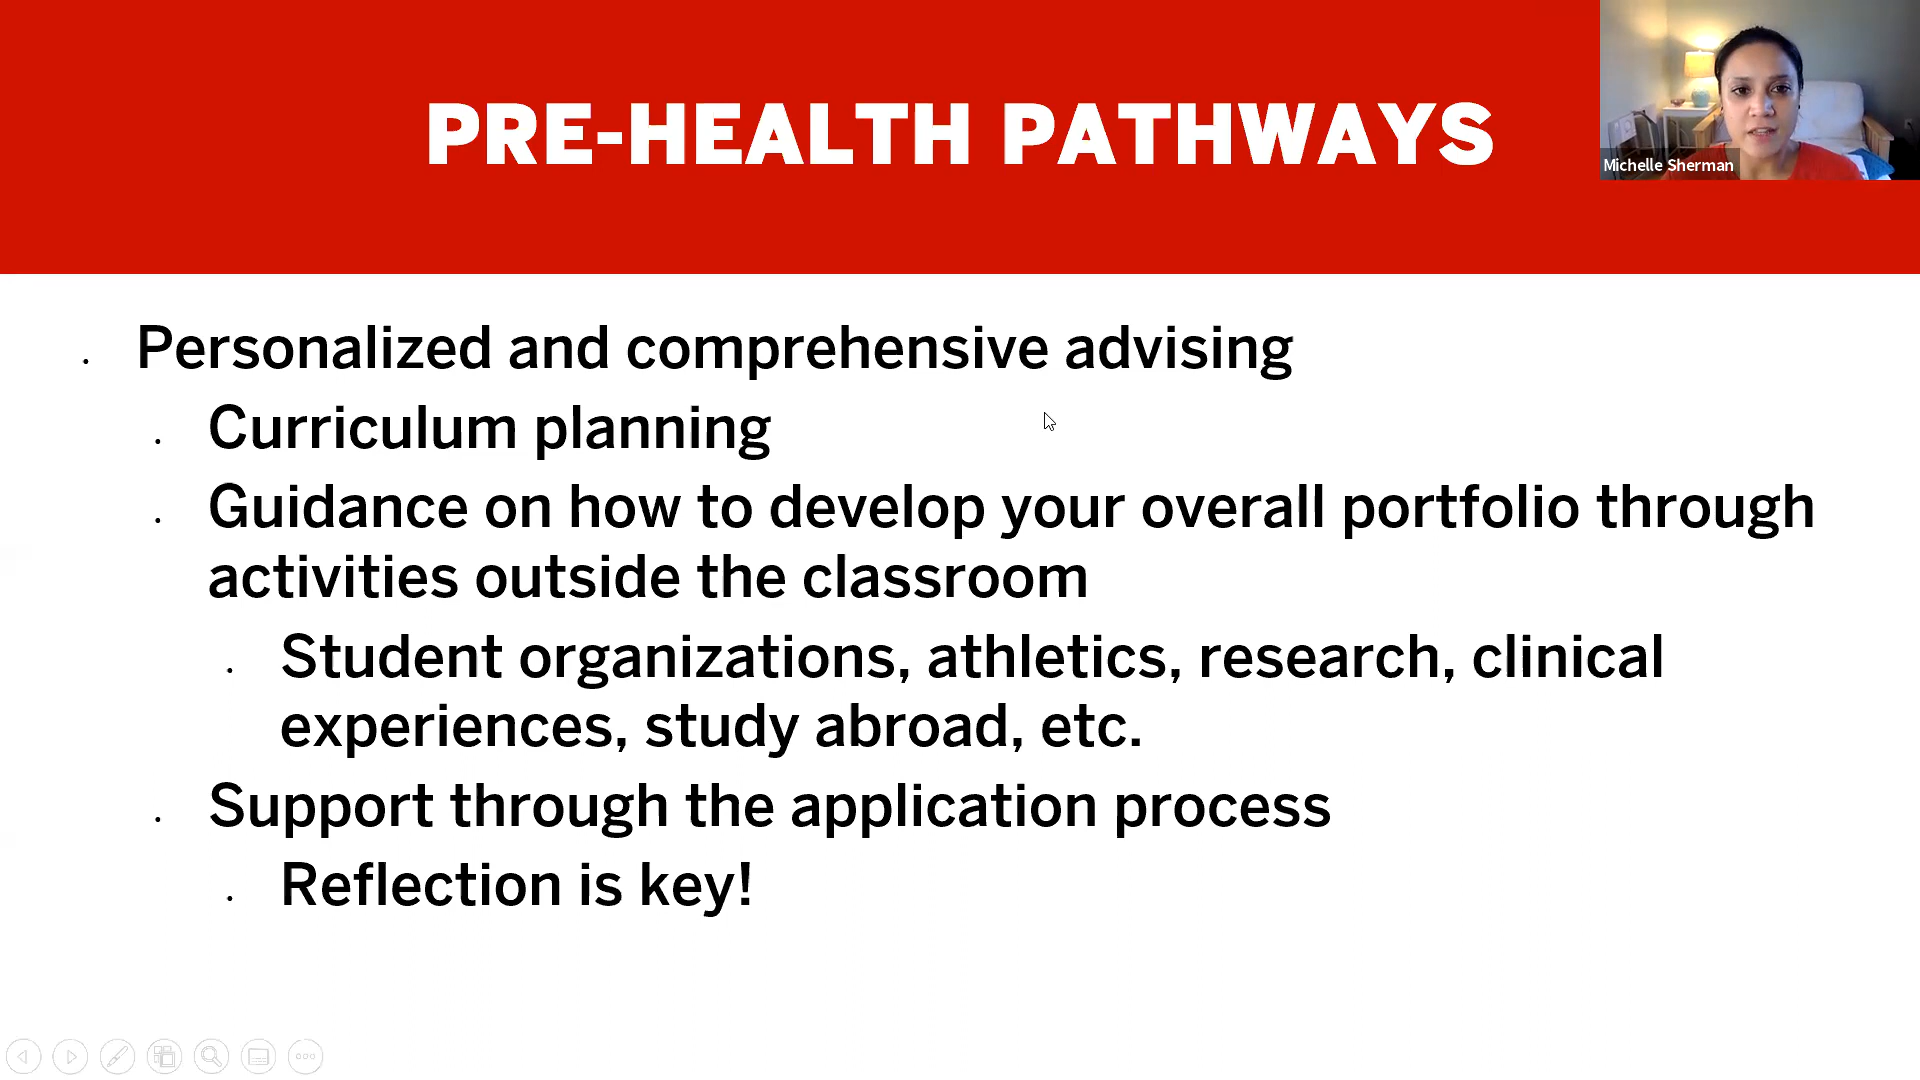 PRE-HEALTH PATHWAYS
Michelle Sherman
Personalized and comprehensive advising
Curriculum planning
Guidance on how to develop your overall portfolio through
activities outside the classroom
Student organizations, athletics, research, clinical
experiences, study abroad, etc.
Support through the application process
Reflection is key!